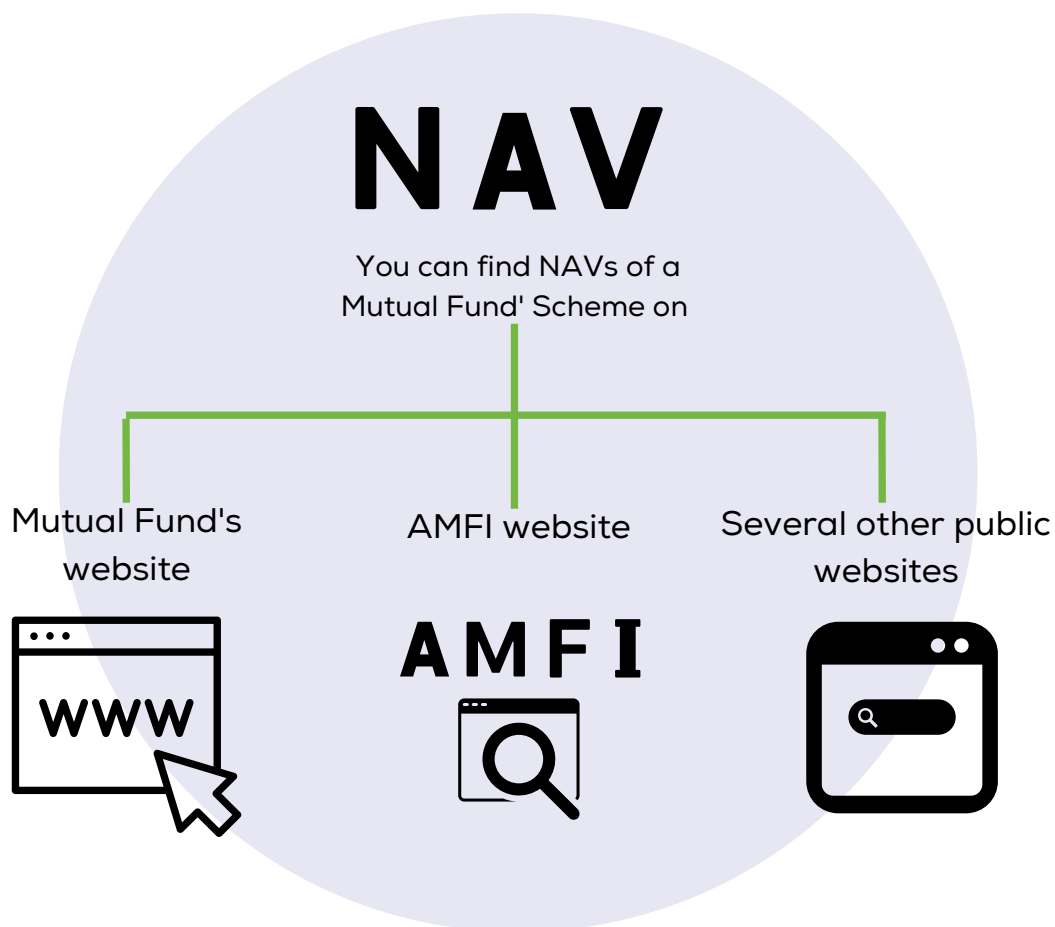 NAV
You can find NAVs of a
Mutual Fund' Scheme on
Mutual Fund's
website
AMFI website
Several other public
websites
WWW
AMFI